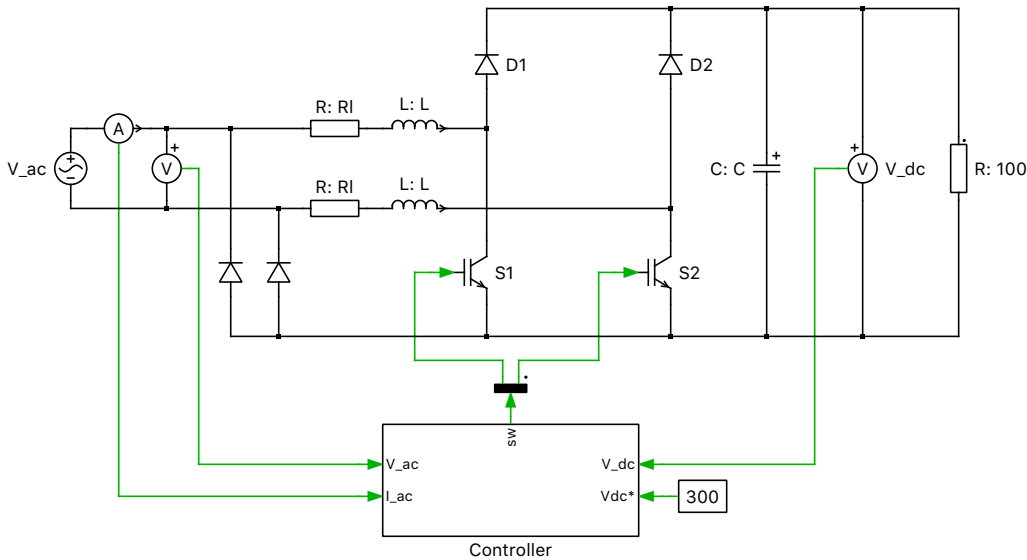 D1
D2
R: Rl
L: L
A
+
+
V_ac
V
+
+
C: C
V
V_dc
R: 100
R: Rl
L: L
S1
S2
sw
V_ac
V_dc
I_ac
Vdc*
300
Controller